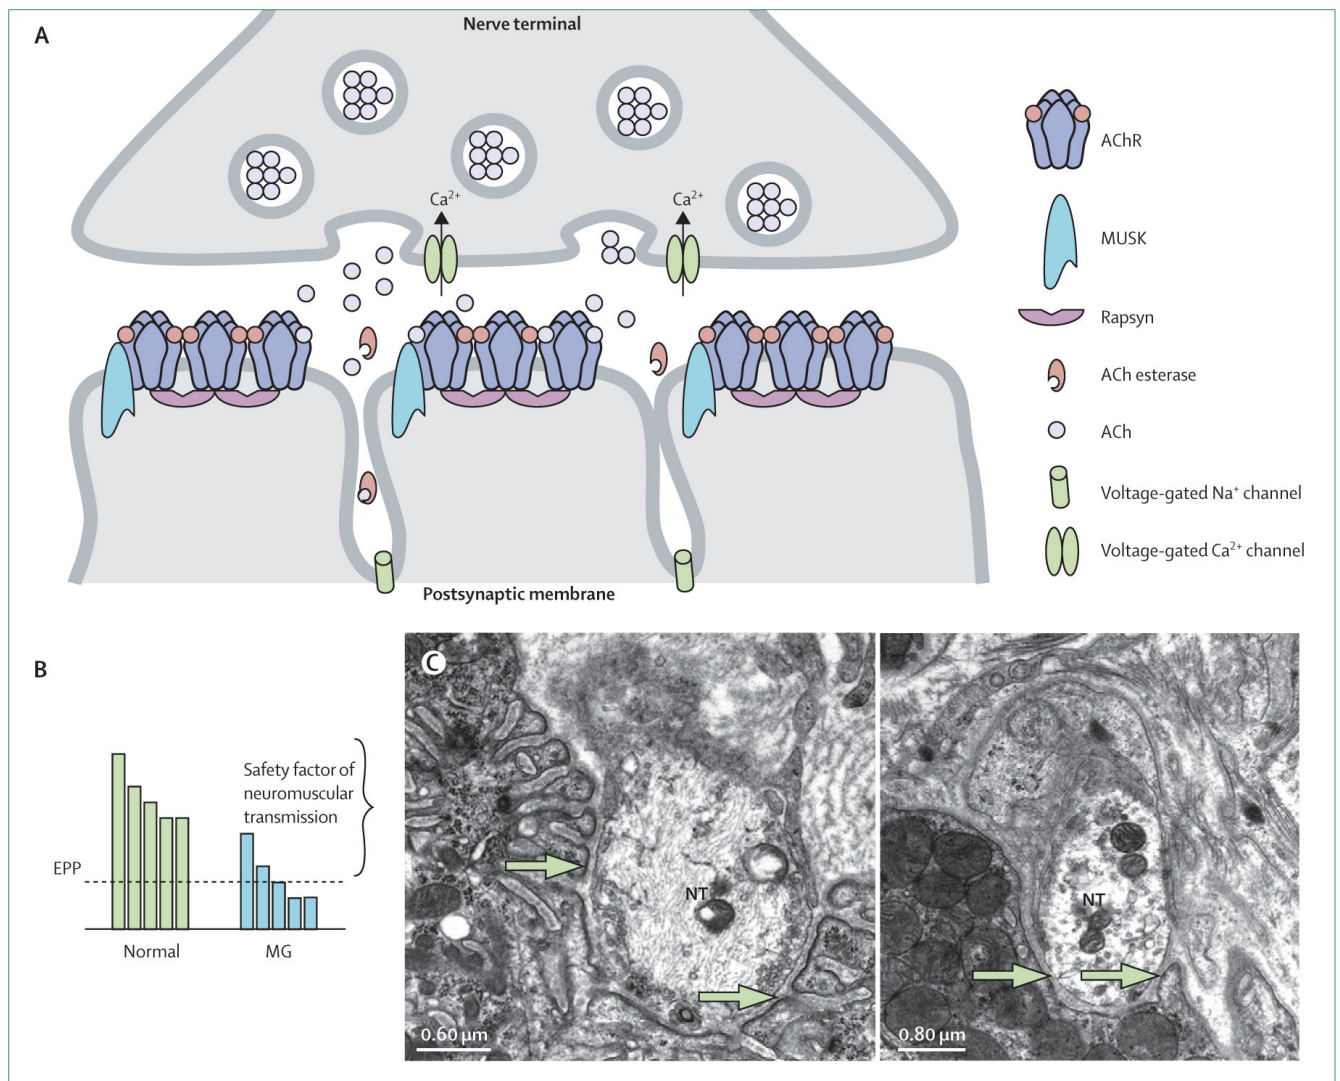 A
Nerve terminal
Ca²⁺
Ca²⁺
Postsynaptic membrane
AChR
MUSK
Rapsyn
ACh esterase
ACh
Voltage-gated Na⁺ channel
Voltage-gated Ca²⁺ channel
B
Safety factor of
neuromuscular
transmission
EPP
Normal
MG
C
NT
0.60 µm
NT
0.80 µm